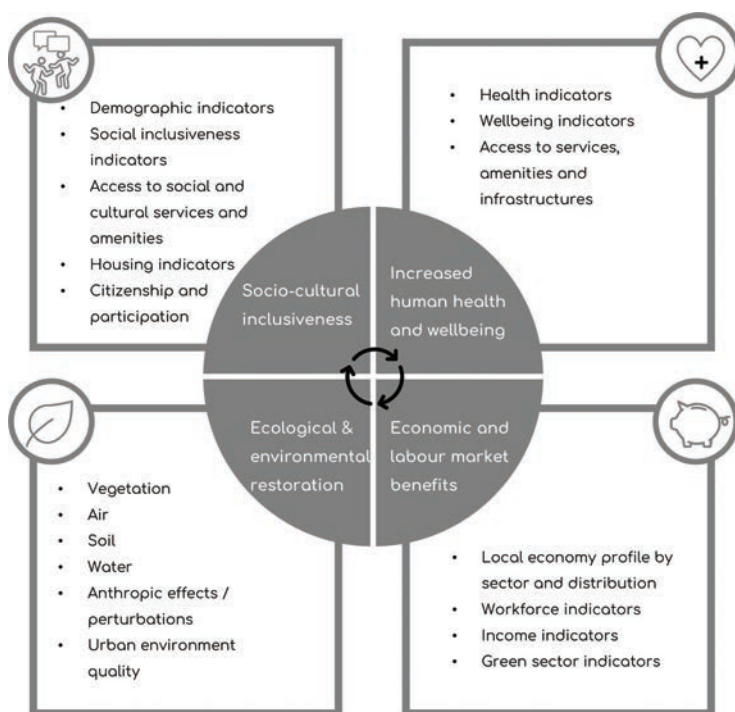 • Demographic indicators
• Social inclusiveness
indicators
• Access to social and
cultural services and
amenities
• Housing indicators
• Citizenship and
participation
• Health indicators
• Wellbeing indicators
• Access to services,
amenities and
infrastructures
Socio-cultural
inclusiveness
Increased
human health
and wellbeing
Ecological &
environmental
restoration
Economic and
labour market
benefits
• Vegetation
• Air
• Soil
• Water
• Anthropic effects /
perturbations
• Urban environment
quality
• Local economy profile by
sector and distribution
• Workforce indicators
• Income indicators
• Green sector indicators